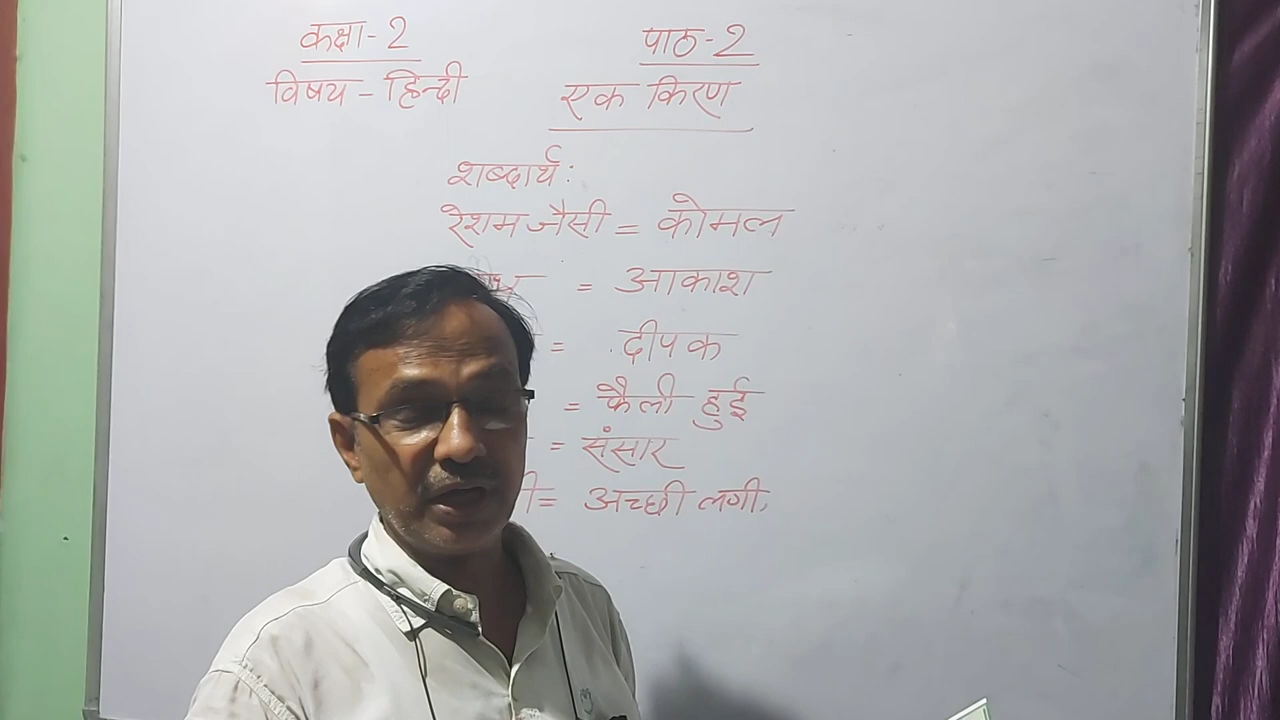 कक्षा-2
विषय-हिन्दी
पाठ-2
एक किरण
शब्दार्थ:
रेशम जैसी = कोमल
= आकाश
= दीपक
= फैली हुई
= संसार
= अच्छी लगी,